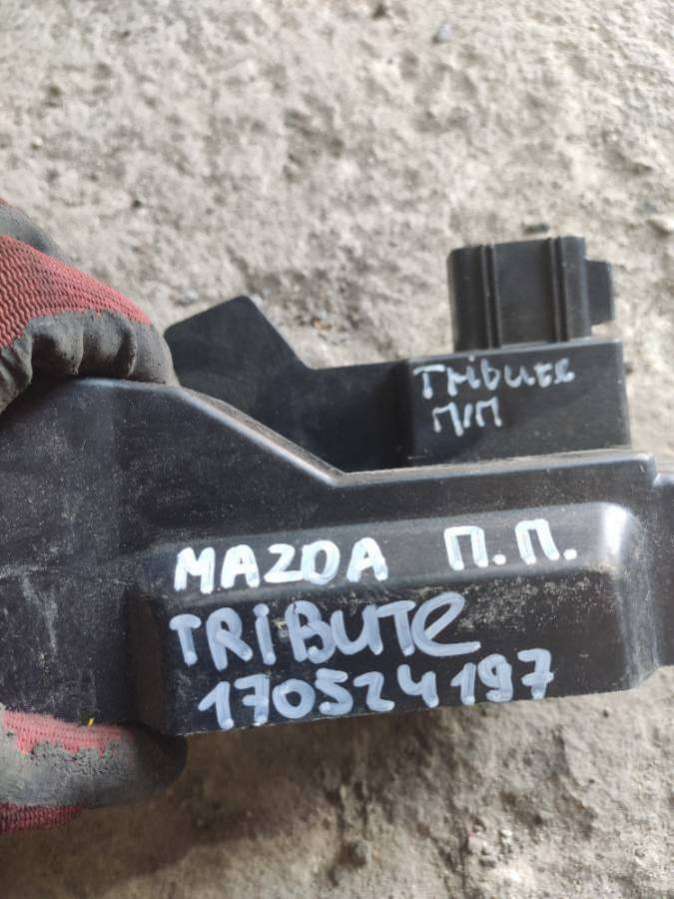 Tribute
П/П
MAZDA П.П.
TRIBUTE
170524197